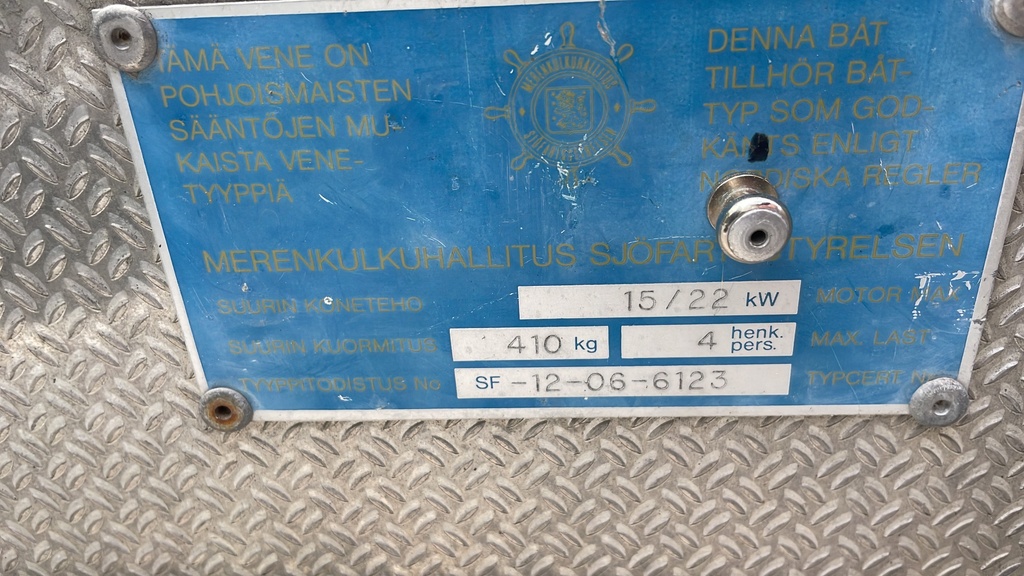 TÄMÄ VENE ON
POHJOISMAISTEN
SÄÄNTÖJEN MU-
KAISTA VENE-
TYYPPIÄ
MERENKULKUHALLITUS
DENNA BÅT
TILLHÖR BÅT-
TYP SOM GOD-
KÄNTS ENLIGT
NORDISKA REGLER
MERENKULKUHALLITUS SJÖFARTSSTYRELSEN
SUURIN KONETEHO 15/22 kW MOTOR MAX.
SUURIN KUORMITUS 410 kg 4 henk. pers. MAX. LAST
TYYPPITODISTUS No SF -12-06-6123 TYPCERT No